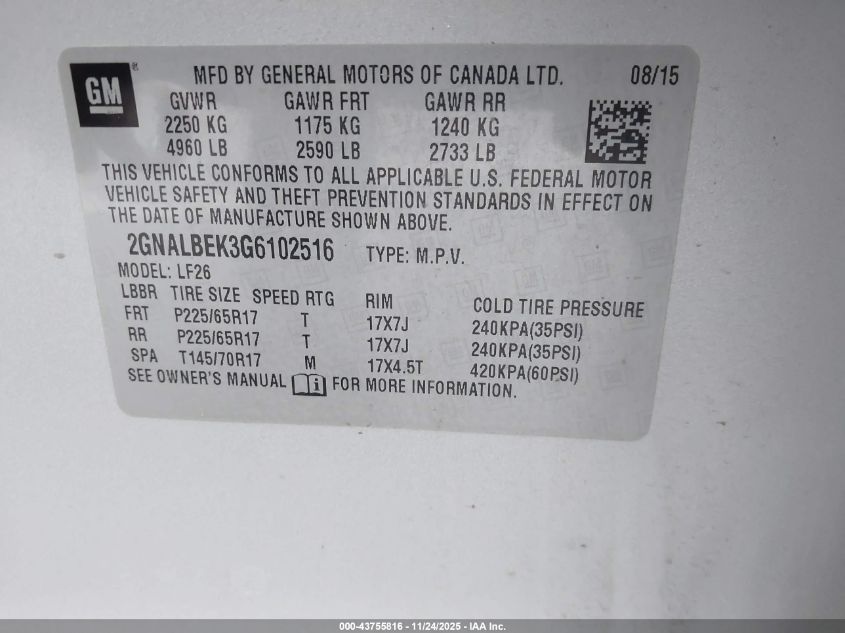 GM ®
MFD BY GENERAL MOTORS OF CANADA LTD. 08/15
GVWR GAWR FRT GAWR RR
2250 KG 1175 KG 1240 KG
4960 LB 2590 LB 2733 LB
THIS VEHICLE CONFORMS TO ALL APPLICABLE U.S. FEDERAL MOTOR
VEHICLE SAFETY AND THEFT PREVENTION STANDARDS IN EFFECT ON
THE DATE OF MANUFACTURE SHOWN ABOVE.
2GNALBEK3G6102516 TYPE: M.P.V.
MODEL: LF26
LBBR TIRE SIZE SPEED RTG RIM COLD TIRE PRESSURE
FRT P225/65R17 T 17X7J 240KPA(35PSI)
RR P225/65R17 T 17X7J 240KPA(35PSI)
SPA T145/70R17 M 17X4.5T 420KPA(60PSI)
SEE OWNER'S MANUAL i FOR MORE INFORMATION.
000-43755816 - 11/24/2025 - IAA Inc.